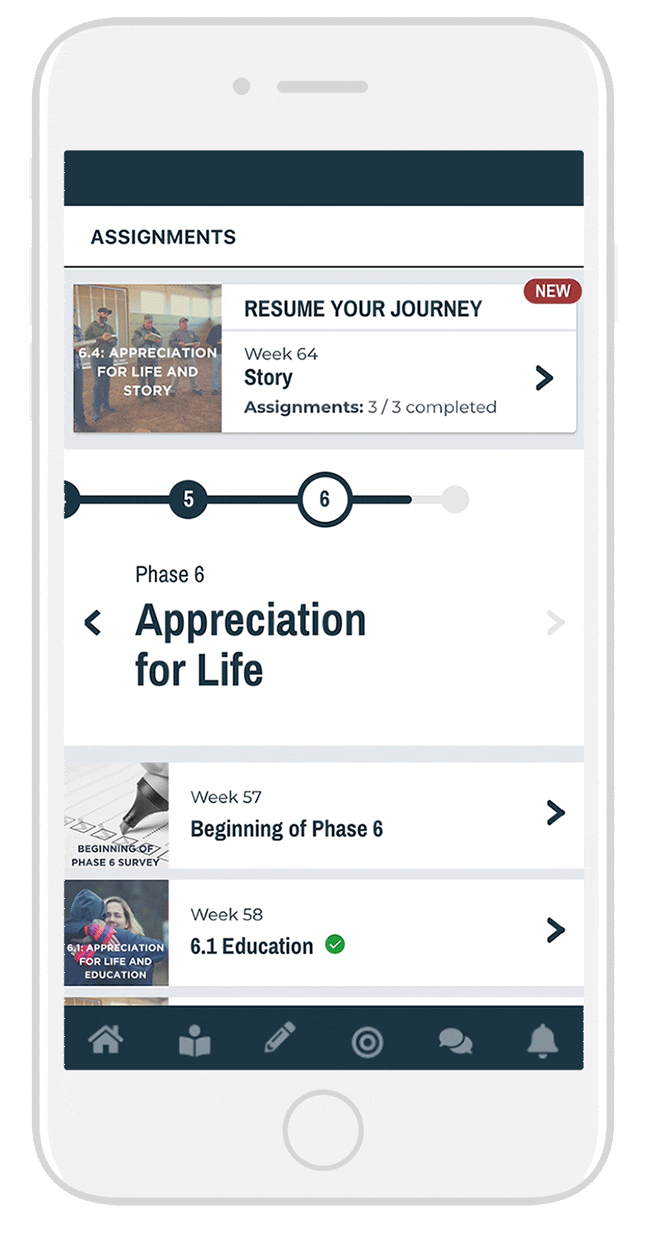 ASSIGNMENTS
NEW
6.4: APPRECIATION
FOR LIFE AND
STORY
RESUME YOUR JOURNEY
Week 64
Story
Assignments: 3 / 3 completed
5
6
Phase 6
Appreciation
for Life
BEGINNING OF
PHASE 6 SURVEY
Week 57
Beginning of Phase 6
6.1: APPRECIATION
FOR LIFE AND
EDUCATION
Week 58
6.1 Education